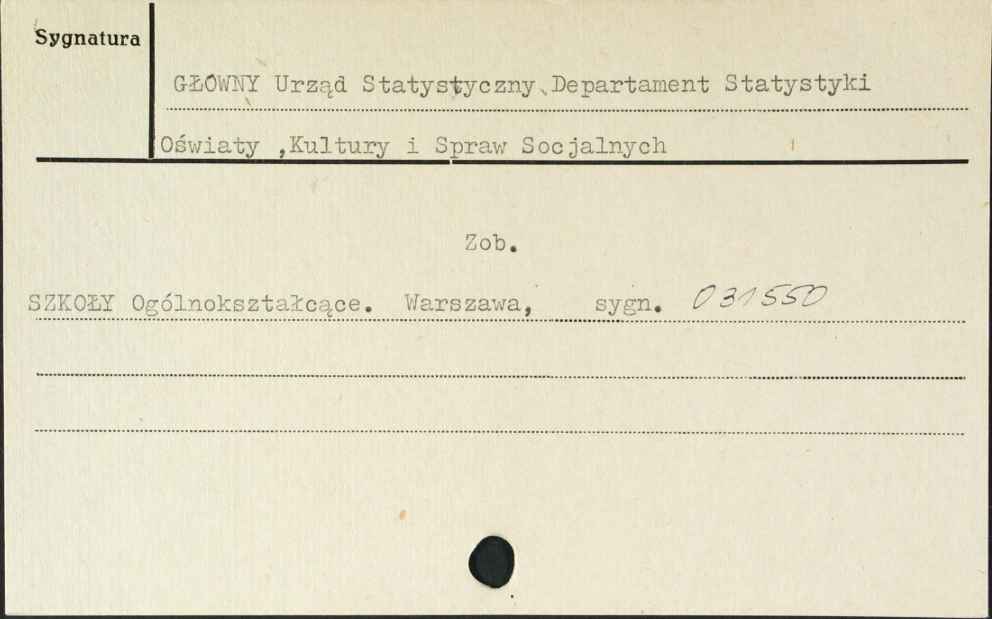 Sygnatura
GŁÓWNY Urząd Statystyczny, Departament Statystyki
Oświaty ,Kultury i Spraw Socjalnych
Zob.
SZKOŁY Ogólnokształcące. Warszawa, sygn. 031550